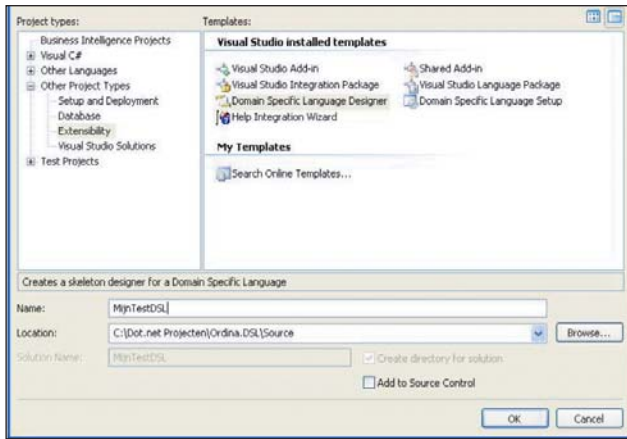 Project types:
Templates:
Business Intelligence Projects
Visual C#
Other Languages
Other Project Types
Setup and Deployment
Database
Extensibility
Visual Studio Solutions
Test Projects
Visual Studio installed templates
Visual Studio Add-in
Shared Add-in
Visual Studio Integration Package
Visual Studio Language Package
Domain Specific Language Designer
Domain Specific Language Setup
Help Integration Wizard
My Templates
Search Online Templates...
Creates a skeleton designer for a Domain Specific Language
Name:
MijnTestDSL
Location:
C:\Dot.net Projecten\Ordina.DSL\Source
Browse...
Solution Name:
MijnTestDSL
Create directory for solution
Add to Source Control
OK
Cancel